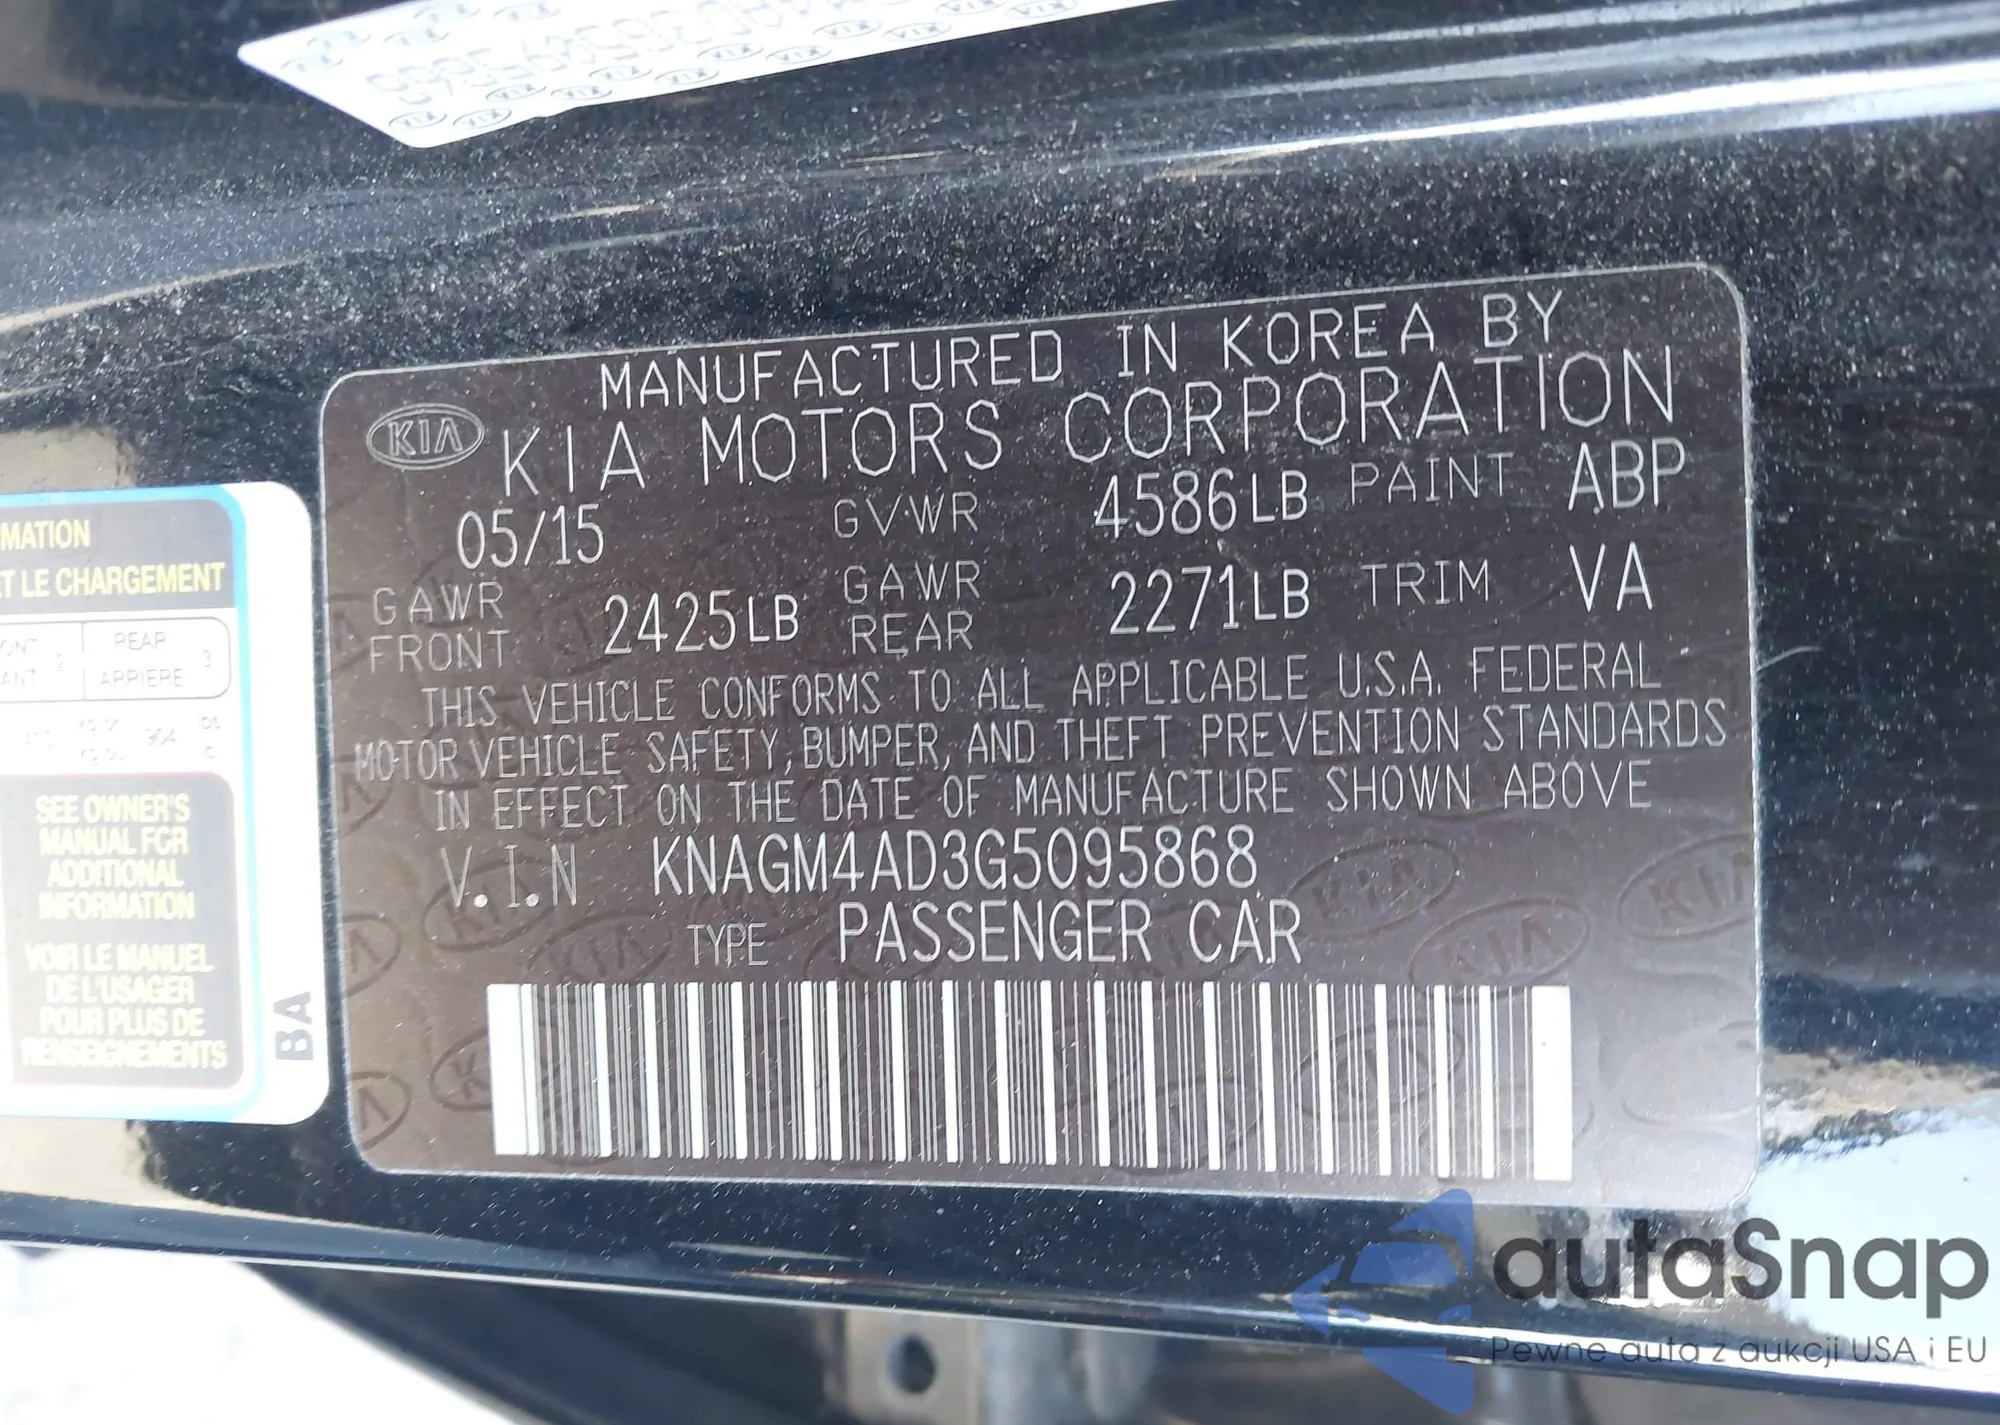 KIA
MANUFACTURED IN KOREA BY
KIA MOTORS CORPORATION
05/15 GVWR 4586LB PAINT ABP
GAWR FRONT 2425LB GAWR REAR 2271LB TRIM VA
THIS VEHICLE CONFORMS TO ALL APPLICABLE U.S.A. FEDERAL
MOTOR VEHICLE SAFETY, BUMPER, AND THEFT PREVENTION STANDARDS
IN EFFECT ON THE DATE OF MANUFACTURE SHOWN ABOVE
V.I.N KNAGM4AD3G5095868
TYPE PASSENGER CAR
MATION
ET LE CHARGEMENT
REAR 3
ARRIERE
SEE OWNER'S
MANUAL FOR
ADDITIONAL
INFORMATION
VOIR LE MANUEL
DE L'USAGER
POUR PLUS DE
RENSEIGNEMENTS
BA
autaSnap
Pewne auta z aukcji USA i EU